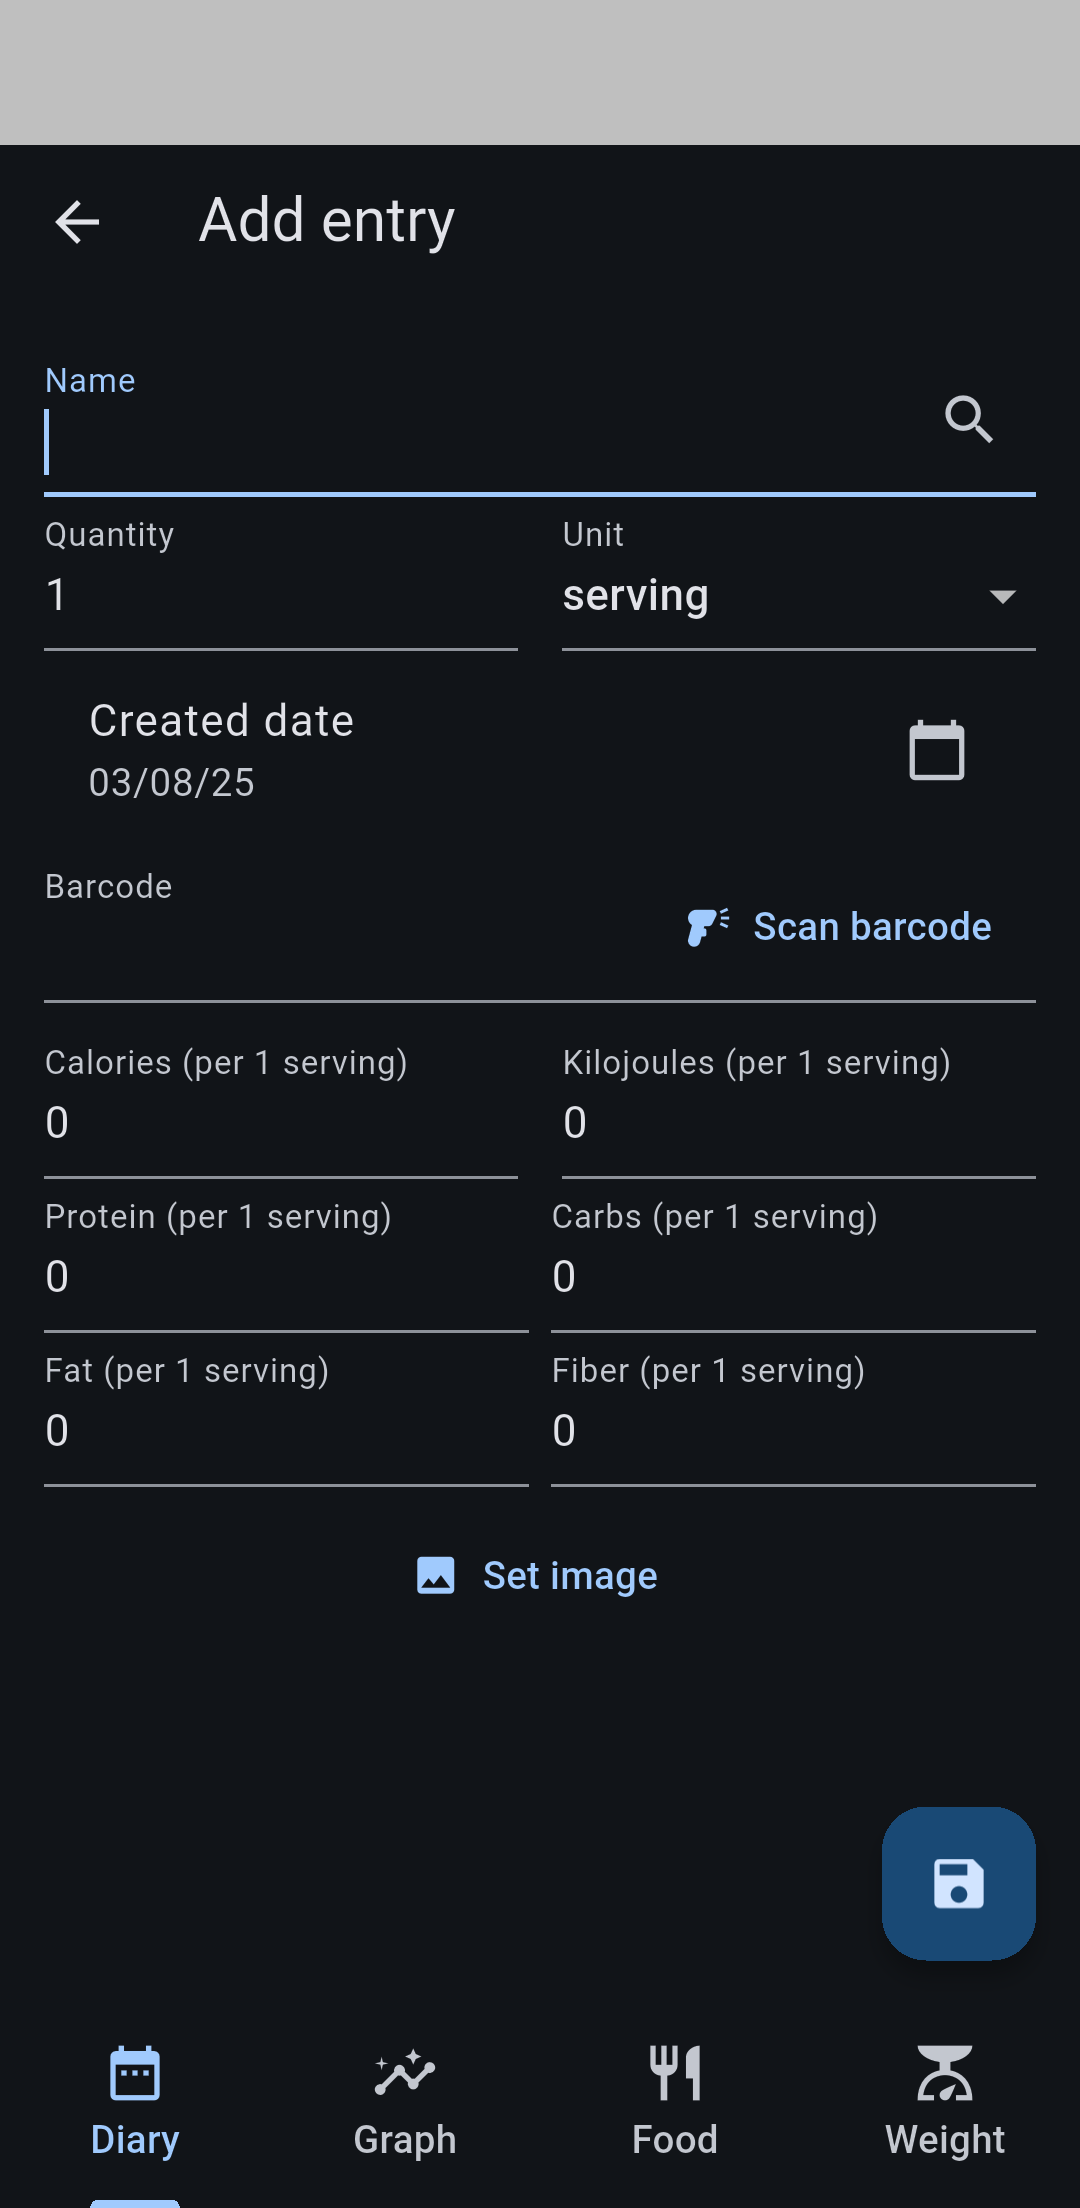 Add entry
Name
Quantity
1
Unit
serving
Created date
03/08/25
Barcode
Scan barcode
Calories (per 1 serving)
0
Kilojoules (per 1 serving)
0
Protein (per 1 serving)
0
Carbs (per 1 serving)
0
Fat (per 1 serving)
0
Fiber (per 1 serving)
0
Set image
Diary
Graph
Food
Weight